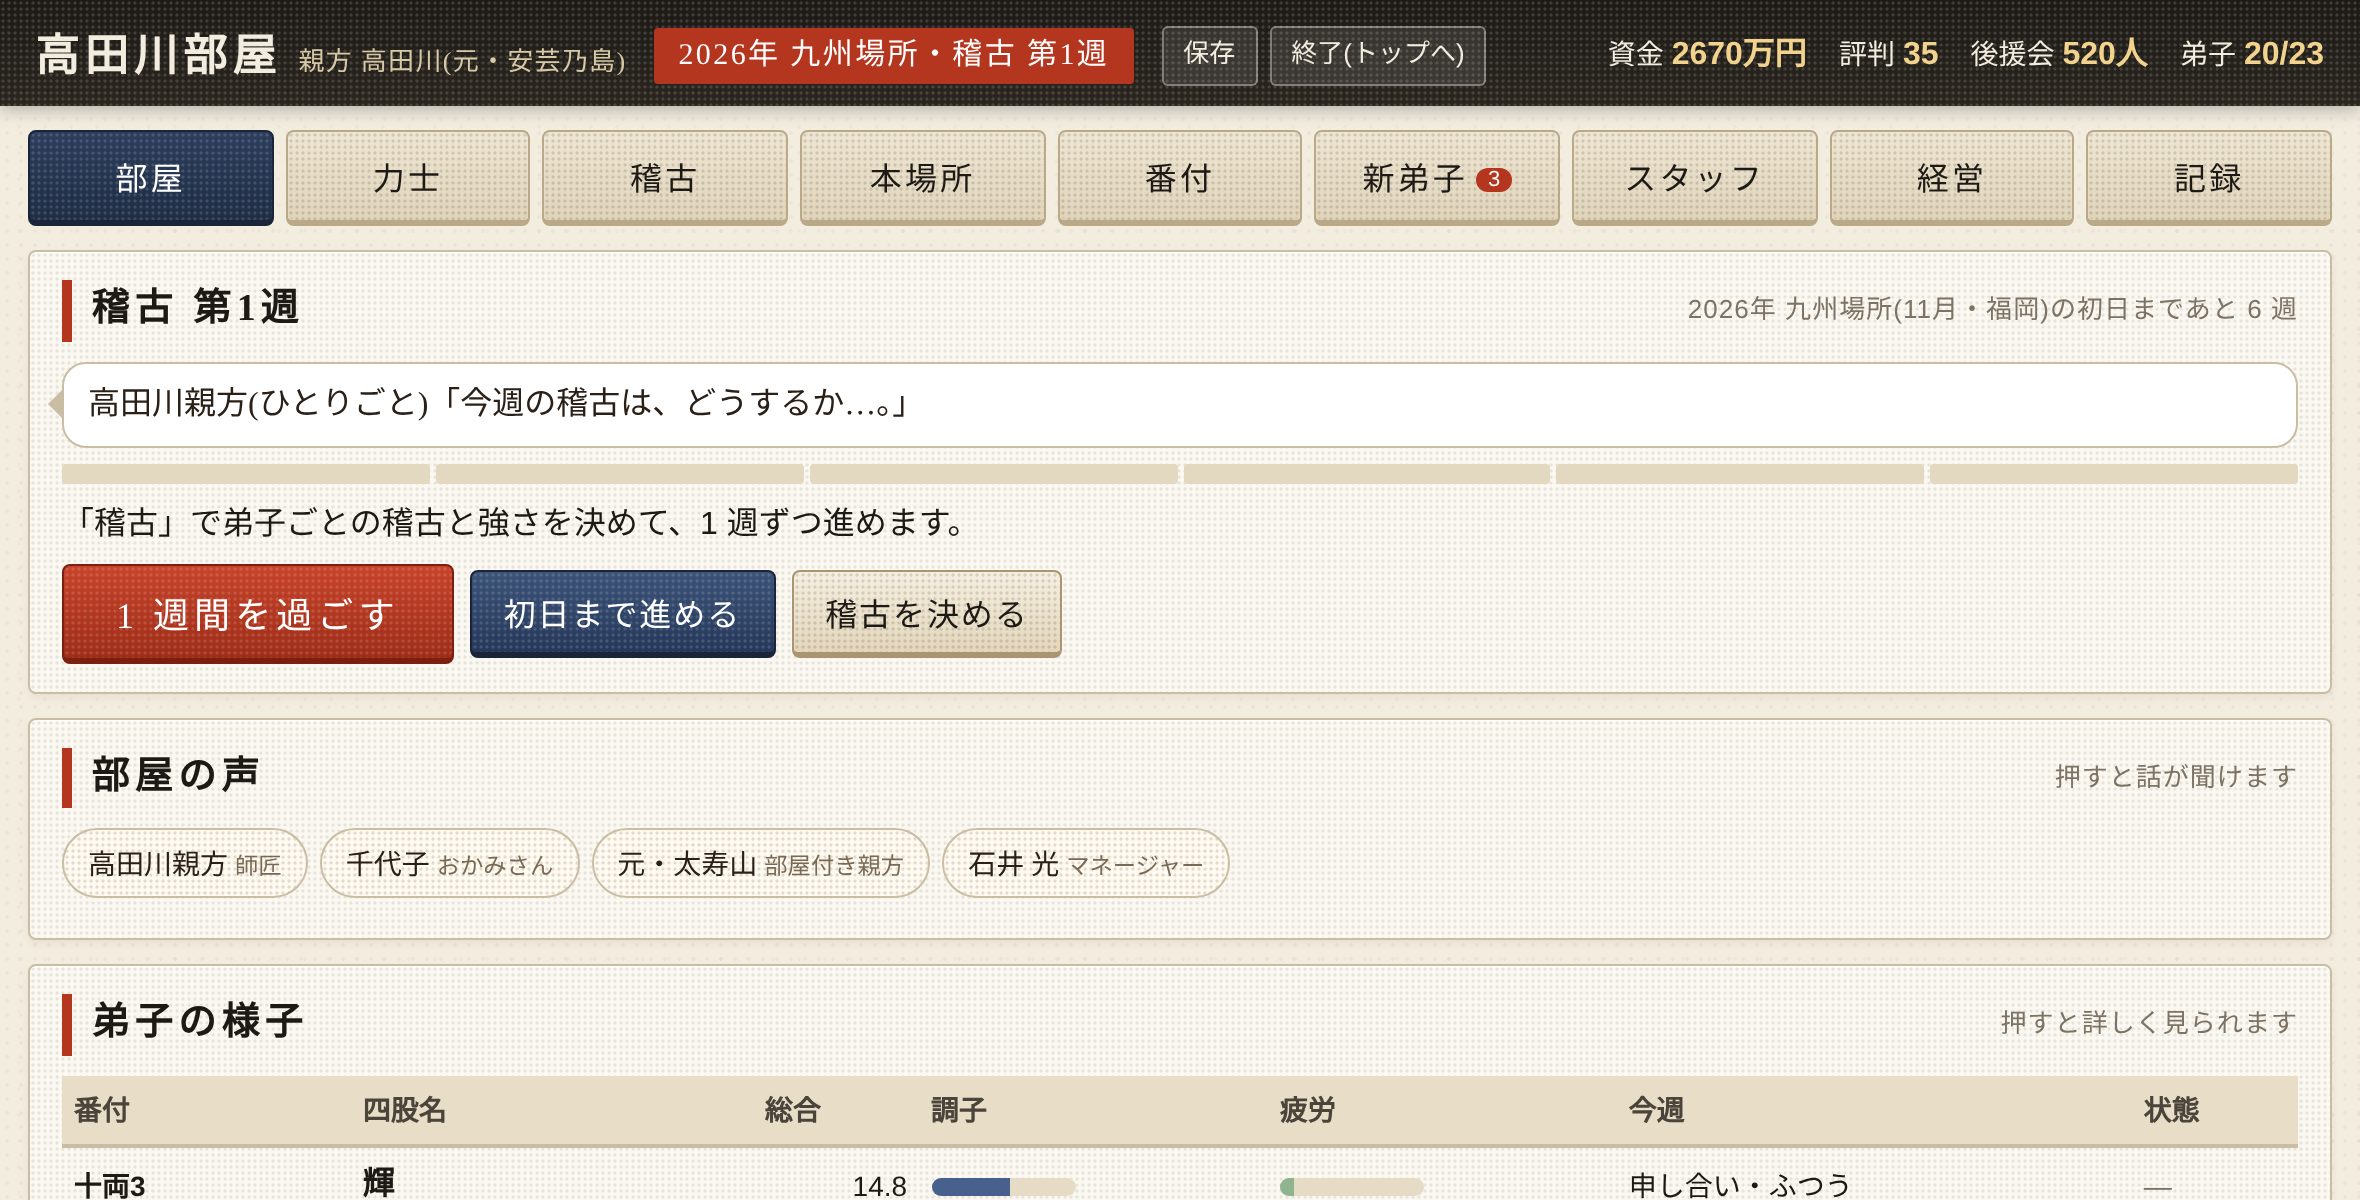 高田川部屋 親方 高田川(元・安芸乃島) 2026年 九州場所・稽古 第1週 保存 終了(トップへ) 資金 2670万円 評判 35 後援会 520人 弟子 20/23
部屋 力士 稽古 本場所 番付 新弟子 3 スタッフ 経営 記録
稽古 第1週 2026年 九州場所(11月・福岡)の初日まであと 6 週
高田川親方(ひとりごと)「今週の稽古は、どうするか…。」
「稽古」で弟子ごとの稽古と強さを決めて、1 週ずつ進めます。
1 週間を過ごす 初日まで進める 稽古を決める
部屋の声 押すと話が聞けます
高田川親方 師匠 千代子 おかみさん 元・太寿山 部屋付き親方 石井 光 マネージャー
弟子の様子 押すと詳しく見られます
番付 四股名 総合 調子 疲労 今週 状態
十両3 輝 14.8 申し合い・ふつう —